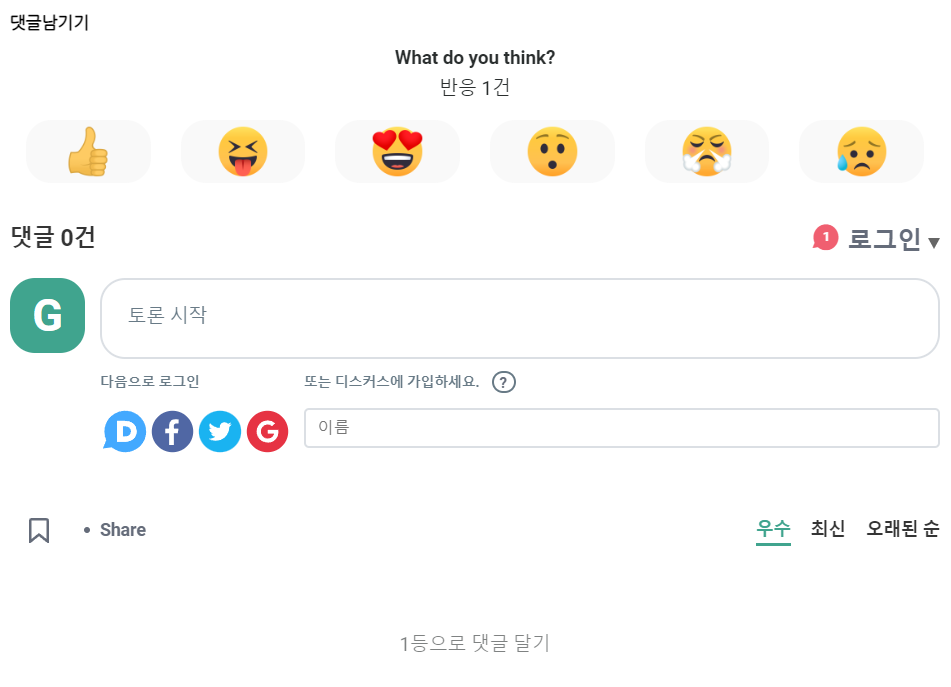 댓글남기기
What do you think?
반응 1건
댓글 0건
1 로그인 ▼
G
토론 시작
다음으로 로그인
또는 디스커스에 가입하세요. ?
D f G
이름
• Share
우수 최신 오래된 순
1등으로 댓글 달기